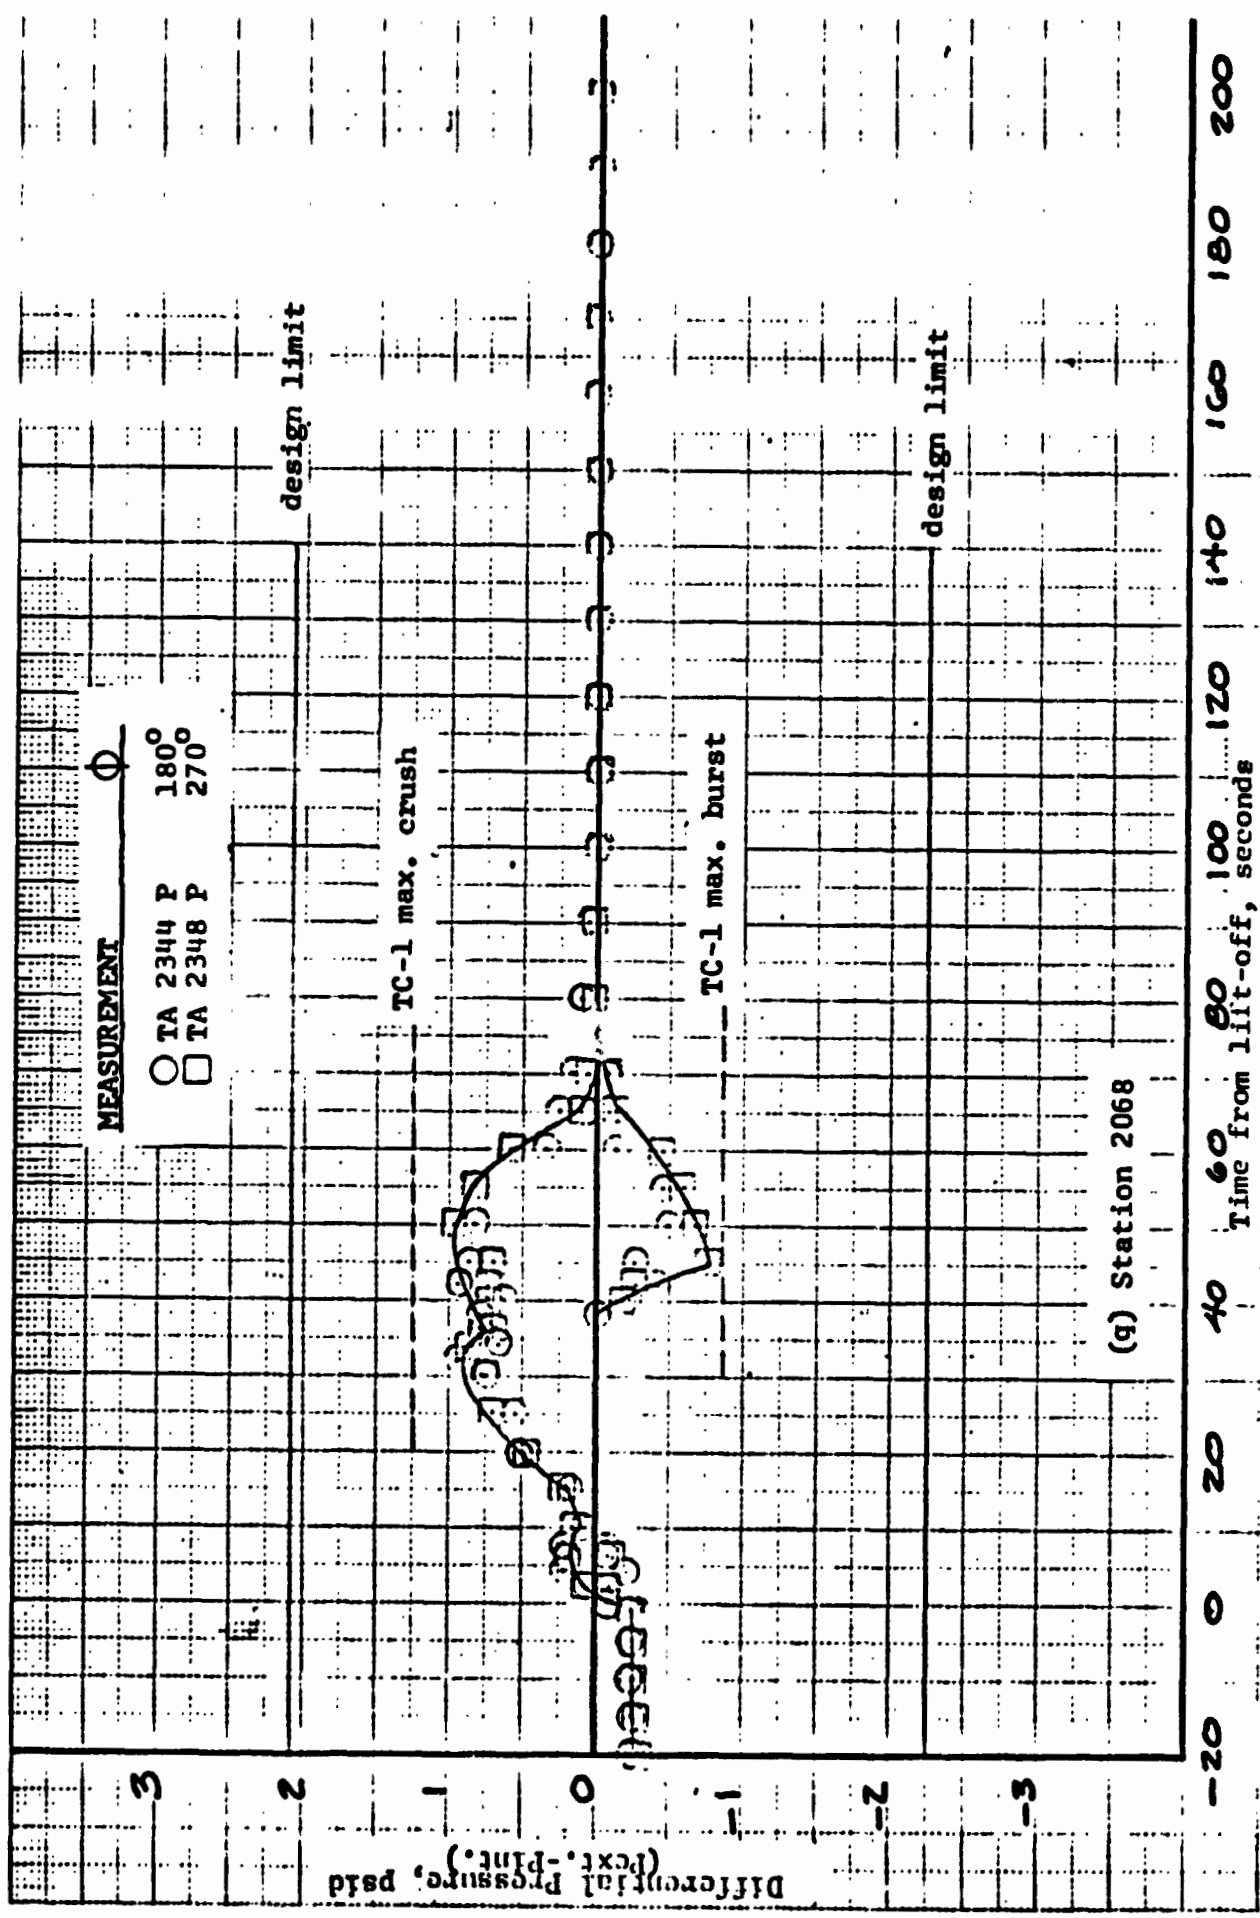 MEASUREMENT ϕ
○ TA 2344 P 180°
□ TA 2348 P 270°
design limit
TC-1 max. crush
TC-1 max. burst
design limit
(q) Station 2068
3
2
1
0
-1
-2
-3
Differential Pressure, psid
(Pext.-Pint.)
-20 0 20 40 60 80 100 120 140 160 180 200
Time from lift-off, seconds